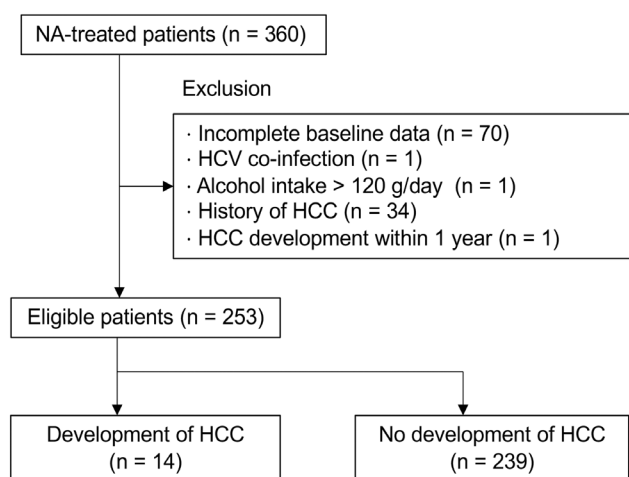 NA-treated patients (n = 360)
Exclusion
· Incomplete baseline data (n = 70)
· HCV co-infection (n = 1)
· Alcohol intake > 120 g/day (n = 1)
· History of HCC (n = 34)
· HCC development within 1 year (n = 1)
Eligible patients (n = 253)
Development of HCC
(n = 14)
No development of HCC
(n = 239)